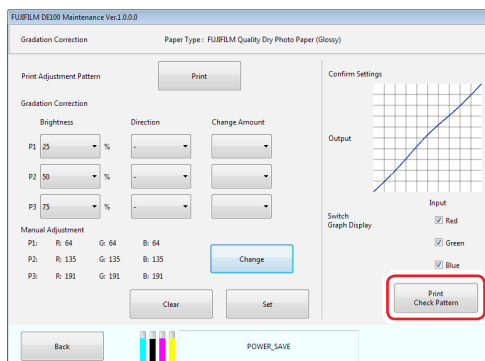 FUJIFILM DE100 Maintenance Ver.1.0.0.0
Gradation Correction
Paper Type : FUJIFILM Quality Dry Photo Paper (Glossy)
Print Adjustment Pattern
Print
Gradation Correction
Brightness Direction Change Amount
P1 25 % -
P2 50 % -
P3 75 % -
Manual Adjustment
P1: R: 64 G: 64 B: 64
P2: R: 135 G: 135 B: 135
P3: R: 191 G: 191 B: 191
Change
Clear
Set
Confirm Settings
Output
Input
Switch
Graph Display
Red
Green
Blue
Print
Check Pattern
Back
POWER_SAVE